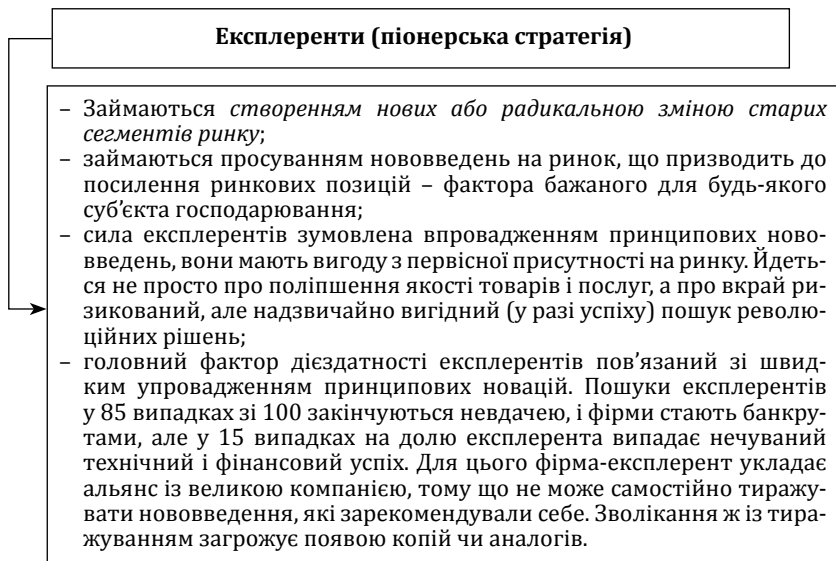 Експлеренти (піонерська стратегія)
– Займаються створенням нових або радикальною зміною старих
сегментів ринку;
– займаються просуванням нововведень на ринок, що призводить до
посилення ринкових позицій – фактора бажаного для будь-якого
суб’єкта господарювання;
– сила експлерентів зумовлена впровадженням принципових ново-
введень, вони мають вигоду з первісної присутності на ринку. Йдеть-
ся не просто про поліпшення якості товарів і послуг, а про вкрай ри-
зикований, але надзвичайно вигідний (у разі успіху) пошук револю-
ційних рішень;
– головний фактор дієздатності експлерентів пов’язаний зі швид-
ким упровадженням принципових новацій. Пошуки експлерентів
у 85 випадках зі 100 закінчуються невдачею, і фірми стають банкру-
тами, але у 15 випадках на долю експлерента випадає нечуваний
технічний і фінансовий успіх. Для цього фірма-експлерент укладає
альянс із великою компанією, тому що не може самостійно тиражу-
вати нововведення, які зарекомендували себе. Зволікання ж із тира-
жуванням загрожує появою копій чи аналогів.